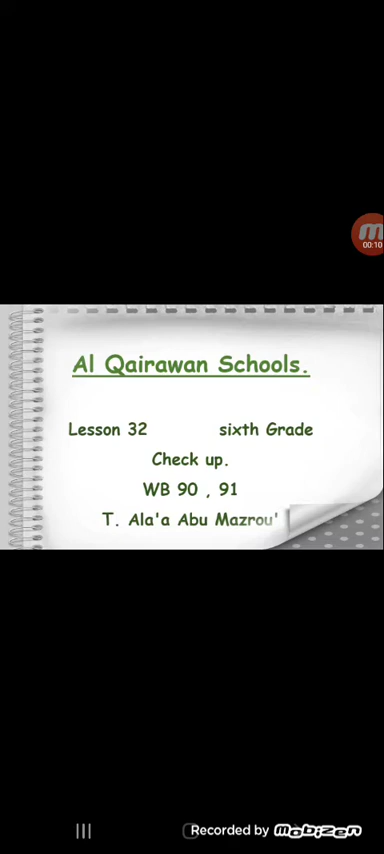 00:10
Al Qairawan Schools.
Lesson 32 sixth Grade
Check up.
WB 90 , 91
T. Ala'a Abu Mazrou'
Recorded by Mobizen